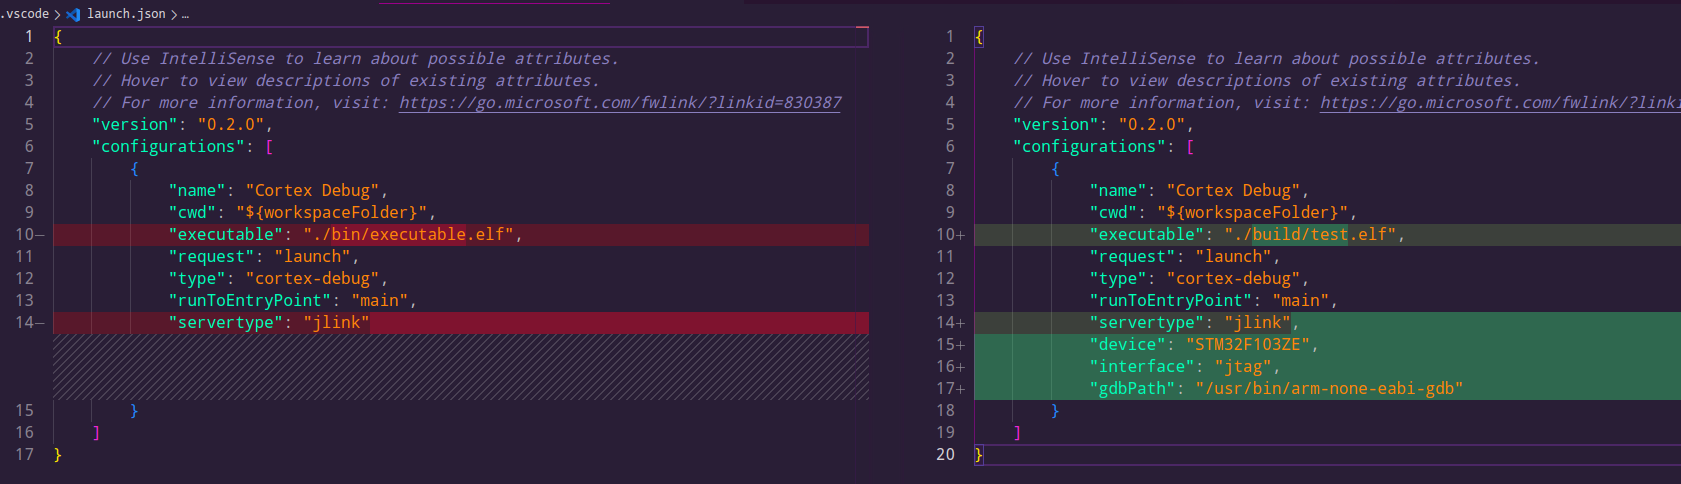 .vscode > launch.json > ...
1 {
2 // Use IntelliSense to learn about possible attributes.
3 // Hover to view descriptions of existing attributes.
4 // For more information, visit: https://go.microsoft.com/fwlink/?linkid=830387
5 "version": "0.2.0",
6 "configurations": [
7 {
8 "name": "Cortex Debug",
9 "cwd": "${workspaceFolder}",
10— "executable": "./bin/executable.elf",
11 "request": "launch",
12 "type": "cortex-debug",
13 "runToEntryPoint": "main",
14— "servertype": "jlink"
15 }
16 ]
17 }
1 {
2 // Use IntelliSense to learn about possible attributes.
3 // Hover to view descriptions of existing attributes.
4 // For more information, visit: https://go.microsoft.com/fwlink/?linki
5 "version": "0.2.0",
6 "configurations": [
7 {
8 "name": "Cortex Debug",
9 "cwd": "${workspaceFolder}",
10+ "executable": "./build/test.elf",
11 "request": "launch",
12 "type": "cortex-debug",
13 "runToEntryPoint": "main",
14+ "servertype": "jlink",
15+ "device": "STM32F103ZE",
16+ "interface": "jtag",
17+ "gdbPath": "/usr/bin/arm-none-eabi-gdb"
18 }
19 ]
20 }